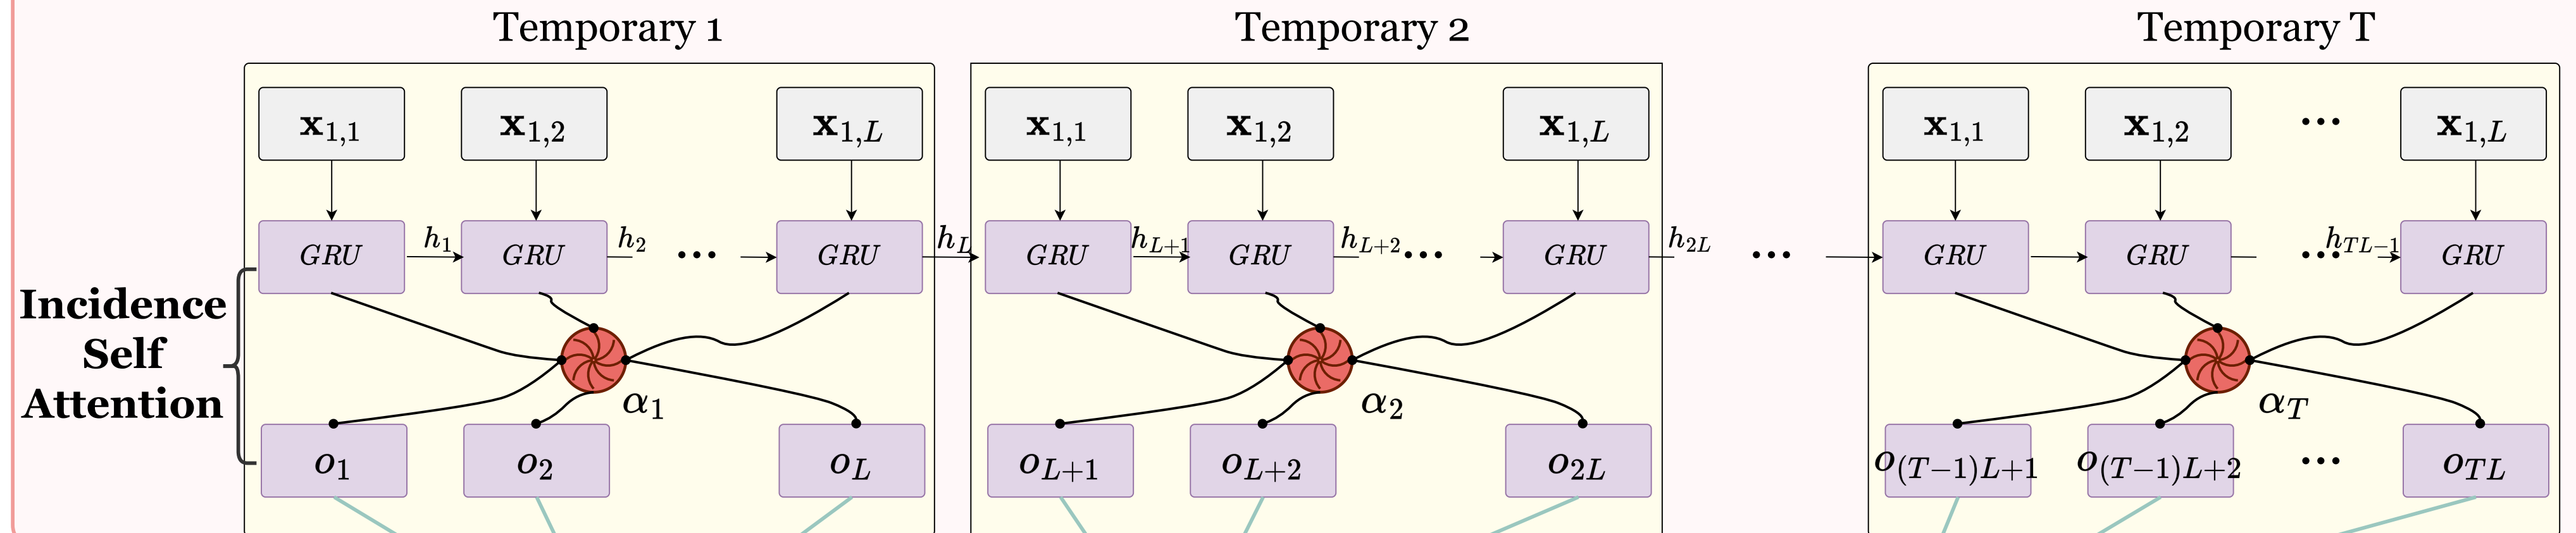 Temporary 1 Temporary 2 Temporary T
x1,1 x1,2 x1,L x1,1 x1,2 x1,L x1,1 x1,2 ... x1,L
GRU h1 GRU h2 ... GRU hL GRU hL+1 GRU hL+2 ... GRU h2L ... GRU GRU ... hTL−1 GRU
Incidence
Self
Attention
α1 α2 αT
o1 o2 oL oL+1 oL+2 o2L o(T−1)L+1 o(T−1)L+2 ... oTL